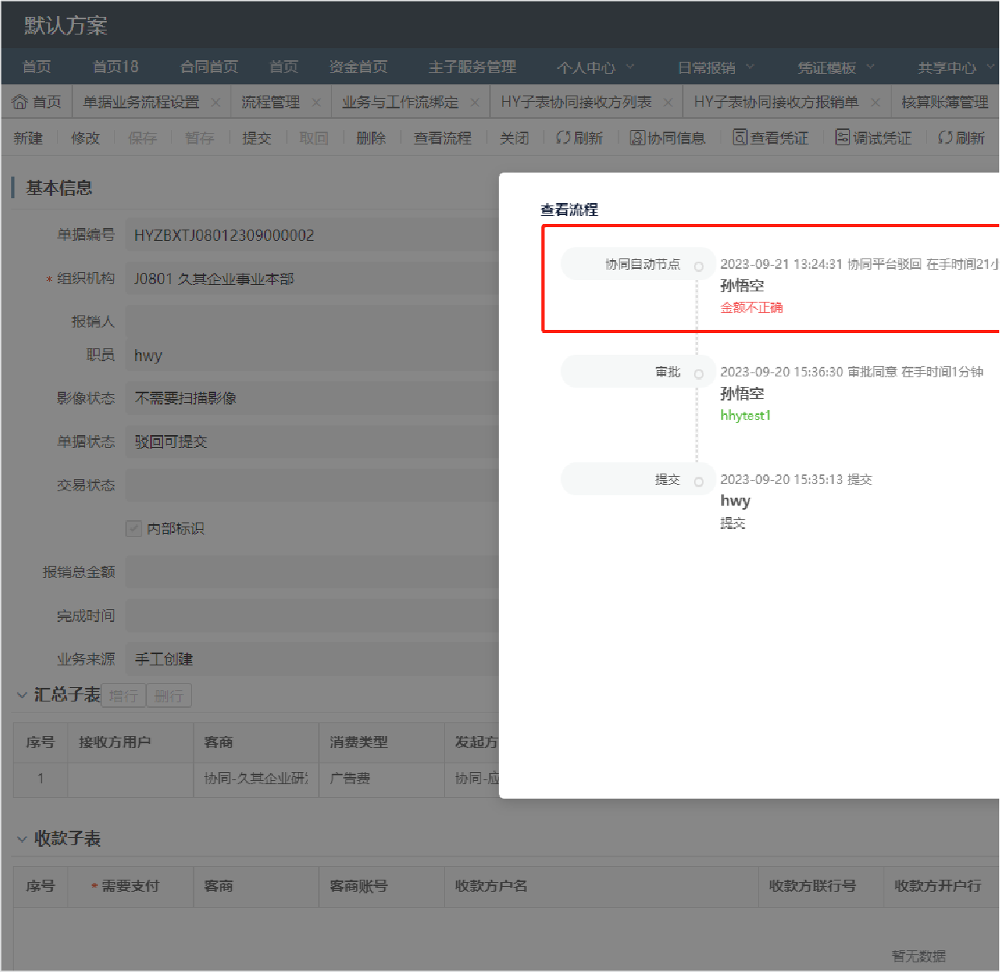 默认方案
首页 首页18 合同首页 首页 资金首页 主子服务管理 个人中心 日常报销 凭证模板 共享中心
首页 单据业务流程设置 流程管理 业务与工作流绑定 HY子表协同接收方列表 HY子表协同接收方报销单 核算账簿管理
新建 修改 保存 暂存 提交 取回 删除 查看流程 关闭 刷新 协同信息 查看凭证 调试凭证 刷新
基本信息
单据编号 HYZBXTJ08012309000002
* 组织机构 J0801 久其企业事业本部
报销人
职员 hwy
影像状态 不需要扫描影像
单据状态 驳回可提交
交易状态
内部标识
报销总金额
完成时间
业务来源 手工创建
汇总子表 增行 删行
序号 接收方用户 客商 消费类型 发起方
1 协同-久其企业研 广告费 协同-应
收款子表
序号 * 需要支付 客商 客商账号 收款方户名 收款方联行号 收款方开户行
暂无数据
查看流程
协同自动节点 2023-09-21 13:24:31 协同平台驳回 在手时间21小
孙悟空
金额不正确
审批 2023-09-20 15:36:30 审批同意 在手时间1分钟
孙悟空
hhytest1
提交 2023-09-20 15:35:13 提交
hwy
提交